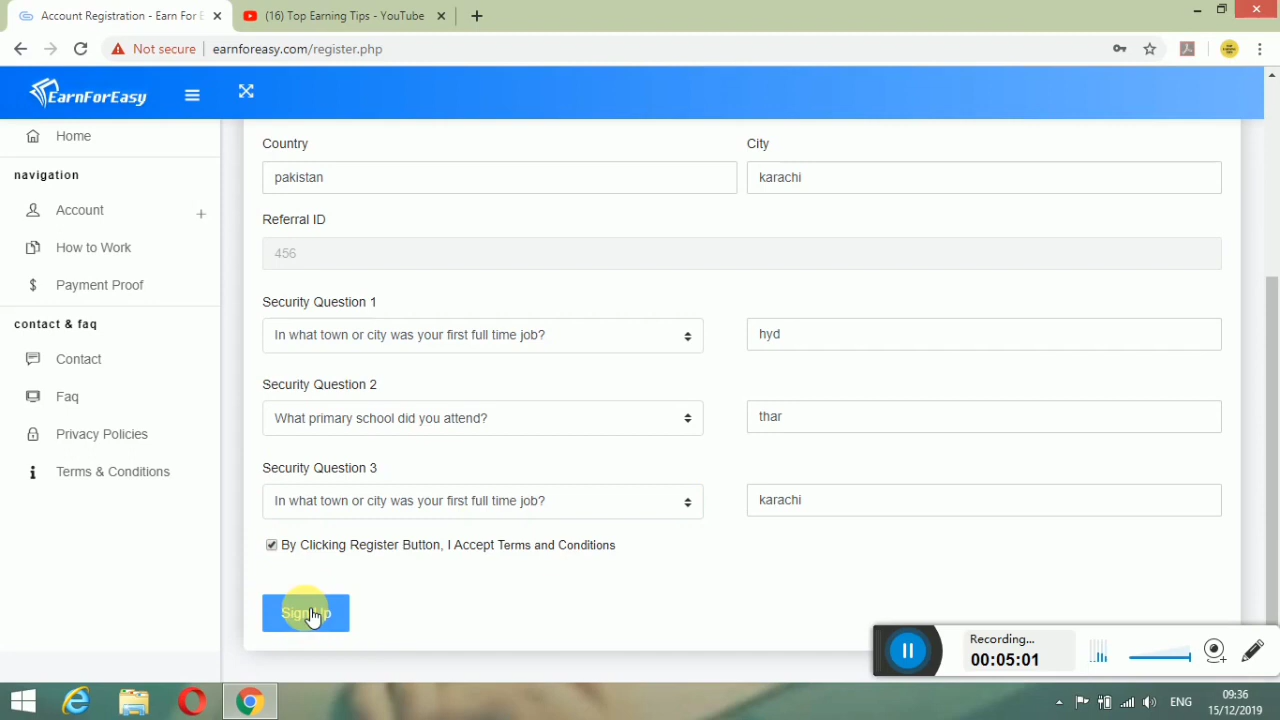 Account Registration - Earn For E
(16) Top Earning Tips - YouTube
Not secure
earnforeasy.com/register.php
EarnForEasy
Home
navigation
Account
How to Work
Payment Proof
contact & faq
Contact
Faq
Privacy Policies
Terms & Conditions
Country
City
pakistan
karachi
Referral ID
456
Security Question 1
In what town or city was your first full time job?
hyd
Security Question 2
What primary school did you attend?
thar
Security Question 3
In what town or city was your first full time job?
karachi
By Clicking Register Button, I Accept Terms and Conditions
Sign Up
Recording...
00:05:01
ENG
09:36
15/12/2019